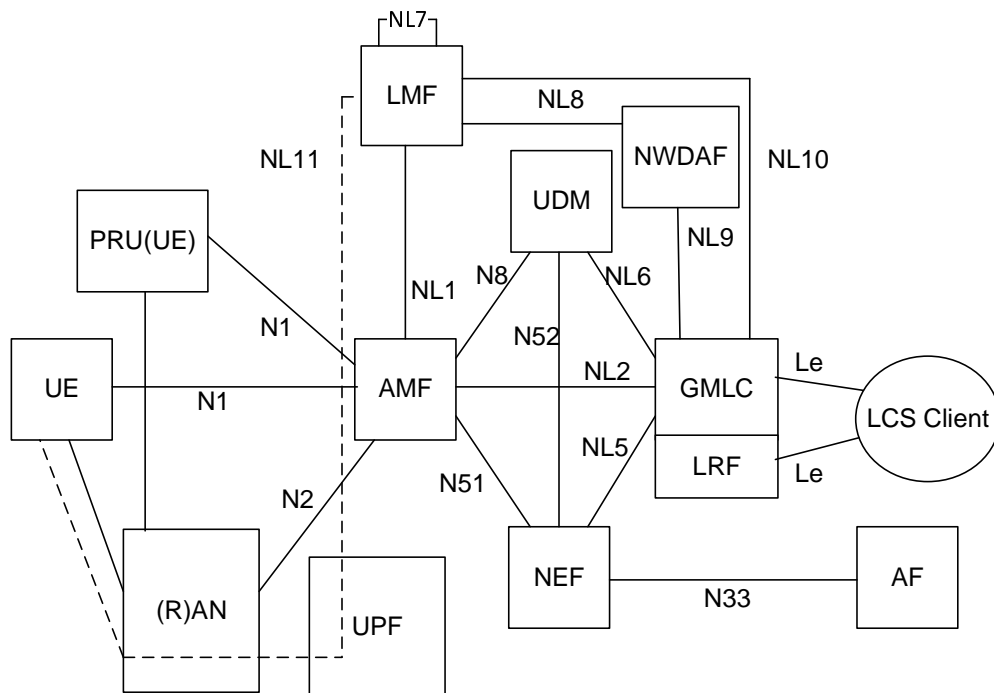 NL7
LMF
NL8
NWDAF
NL11
NL10
UDM
PRU(UE)
NL9
N8
NL6
NL1
N1
N52
Le
UE
AMF
NL2
GMLC
N1
LCS Client
NL5
LRF
Le
N51
N2
NEF
AF
N33
(R)AN
UPF